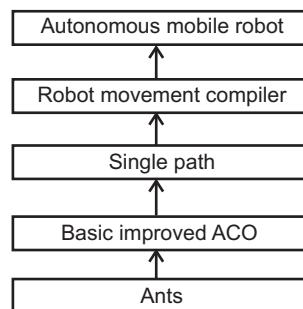 Autonomous mobile robot
Robot movement compiler
Single path
Basic improved ACO
Ants